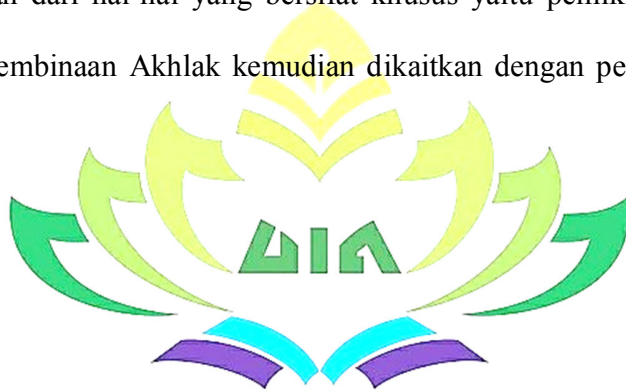 dari hal-hal yang bersifat khusus yaitu
embinaan Akhlak kemudian dikaitkan dengan pe